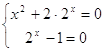 x² + 2 · 2ˣ = 0
2ˣ − 1 = 0